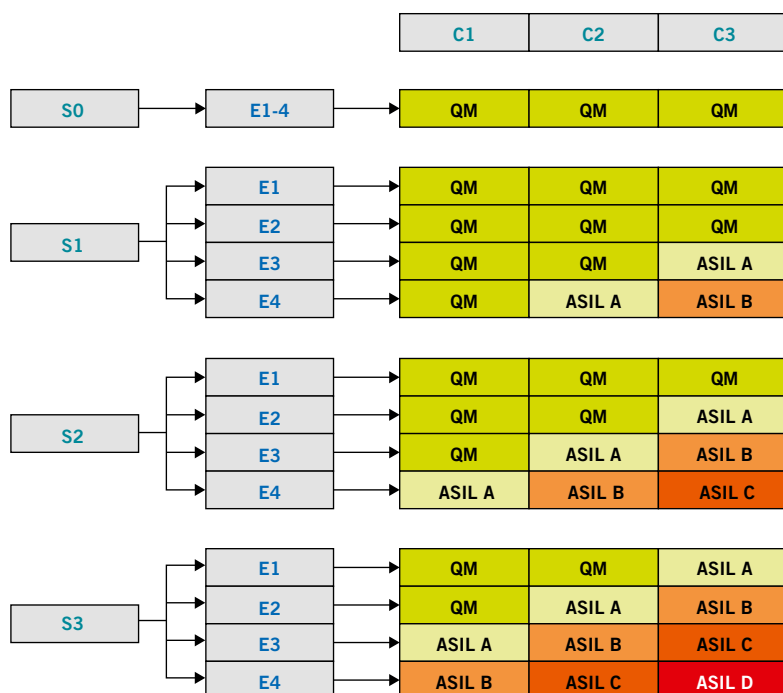 C1 C2 C3
S0 E1-4 QM QM QM
E1 QM QM QM
E2 QM QM QM
S1
E3 QM QM ASIL A
E4 QM ASIL A ASIL B
E1 QM QM QM
E2 QM QM ASIL A
S2
E3 QM ASIL A ASIL B
E4 ASIL A ASIL B ASIL C
E1 QM QM ASIL A
E2 QM ASIL A ASIL B
S3
E3 ASIL A ASIL B ASIL C
E4 ASIL B ASIL C ASIL D